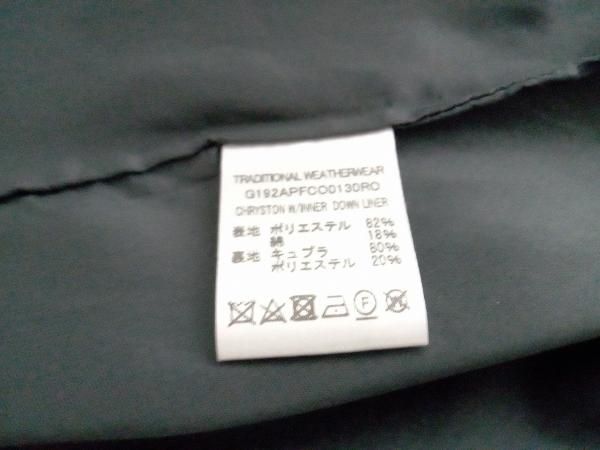 TRADITIONAL WEATHERWEAR
G192APFCO0130RC
CHRYSTON W/INNER DOWN LINER
表地 ポリエステル 82%
綿 18%
裏地 キュプラ 80%
ポリエステル 20%
F